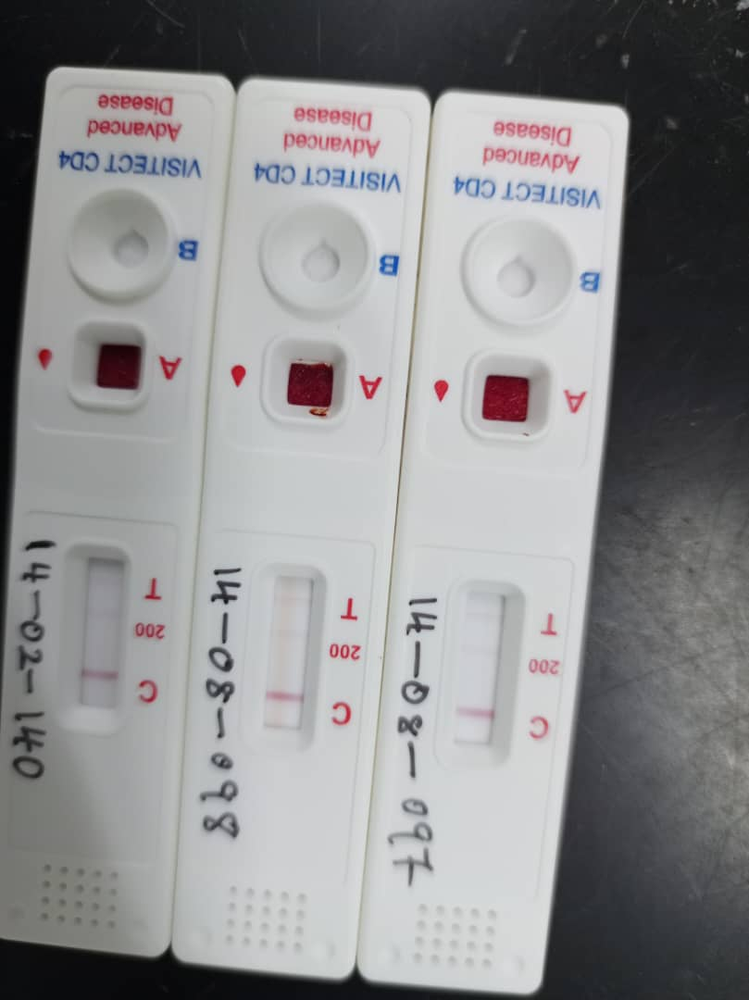 14-08-097
C
200
T
A
B
VISITECT CD4
Advanced
Disease
14-08-098
C
200
T
A
B
VISITECT CD4
Advanced
Disease
14-02-140
C
200
T
A
B
VISITECT CD4
Advanced
Disease